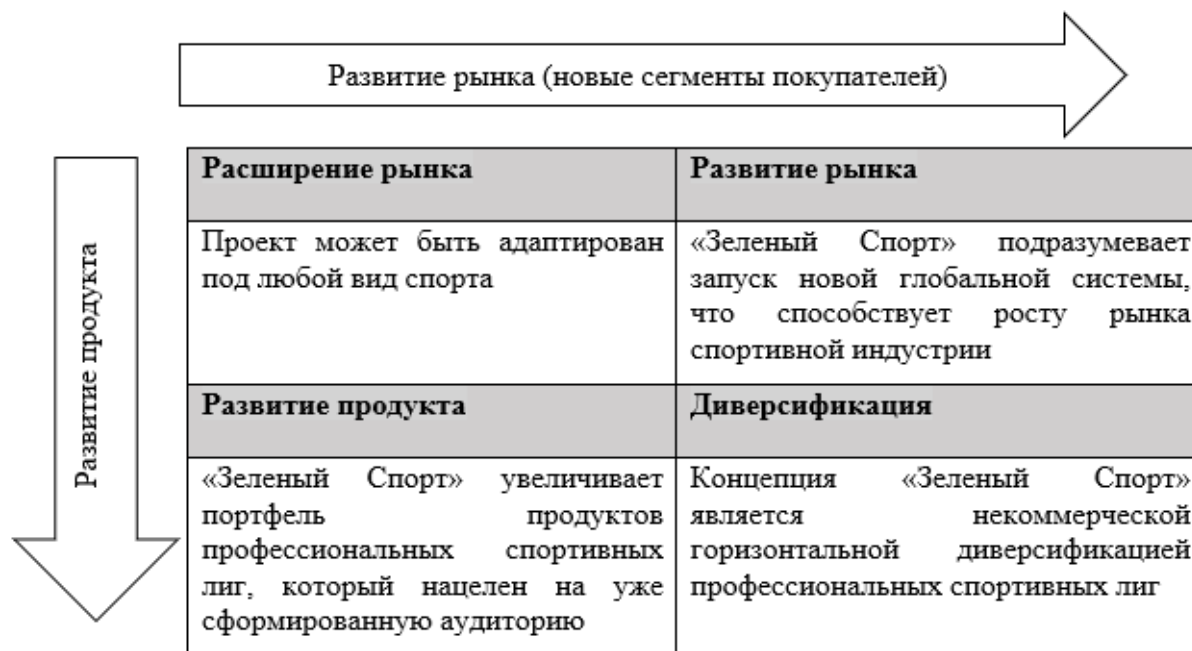 Развитие рынка (новые сегменты покупателей)
Развитие продукта
Расширение рынка
Развитие рынка
Проект может быть адаптирован
под любой вид спорта
«Зеленый Спорт» подразумевает
запуск новой глобальной системы,
что способствует росту рынка
спортивной индустрии
Развитие продукта
Диверсификация
«Зеленый Спорт» увеличивает
портфель продуктов
профессиональных спортивных
лиг, который нацелен на уже
сформированную аудиторию
Концепция «Зеленый Спорт»
является некоммерческой
горизонтальной диверсификацией
профессиональных спортивных лиг